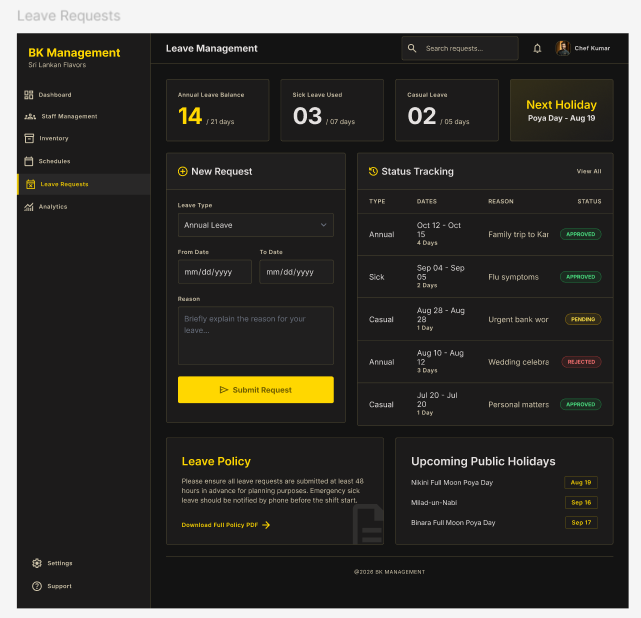 Leave Requests
BK Management
Sri Lankan Flavors
Dashboard
Staff Management
Inventory
Schedules
Leave Requests
Analytics
Settings
Support
Leave Management
Search requests...
Chef Kumar
Annual Leave Balance
14 / 21 days
Sick Leave Used
03 / 07 days
Casual Leave
02 / 05 days
Next Holiday
Poya Day - Aug 19
New Request
Leave Type
Annual Leave
From Date
To Date
mm/dd/yyyy
mm/dd/yyyy
Reason
Briefly explain the reason for your
leave...
Submit Request
Status Tracking
View All
TYPE DATES REASON STATUS
Annual
Oct 12 - Oct
15
4 Days
Family trip to Kar
APPROVED
Sick
Sep 04 - Sep
05
2 Days
Flu symptoms
APPROVED
Casual
Aug 28 - Aug
28
1 Day
Urgent bank wor
PENDING
Annual
Aug 10 - Aug
12
3 Days
Wedding celebra
REJECTED
Casual
Jul 20 - Jul
20
1 Day
Personal matters
APPROVED
Leave Policy
Please ensure all leave requests are submitted at least 48
hours in advance for planning purposes. Emergency sick
leave should be notified by phone before the shift start.
Download Full Policy PDF
Upcoming Public Holidays
Nikini Full Moon Poya Day Aug 19
Milad-un-Nabi Sep 16
Binara Full Moon Poya Day Sep 17
@2026 BK MANAGEMENT